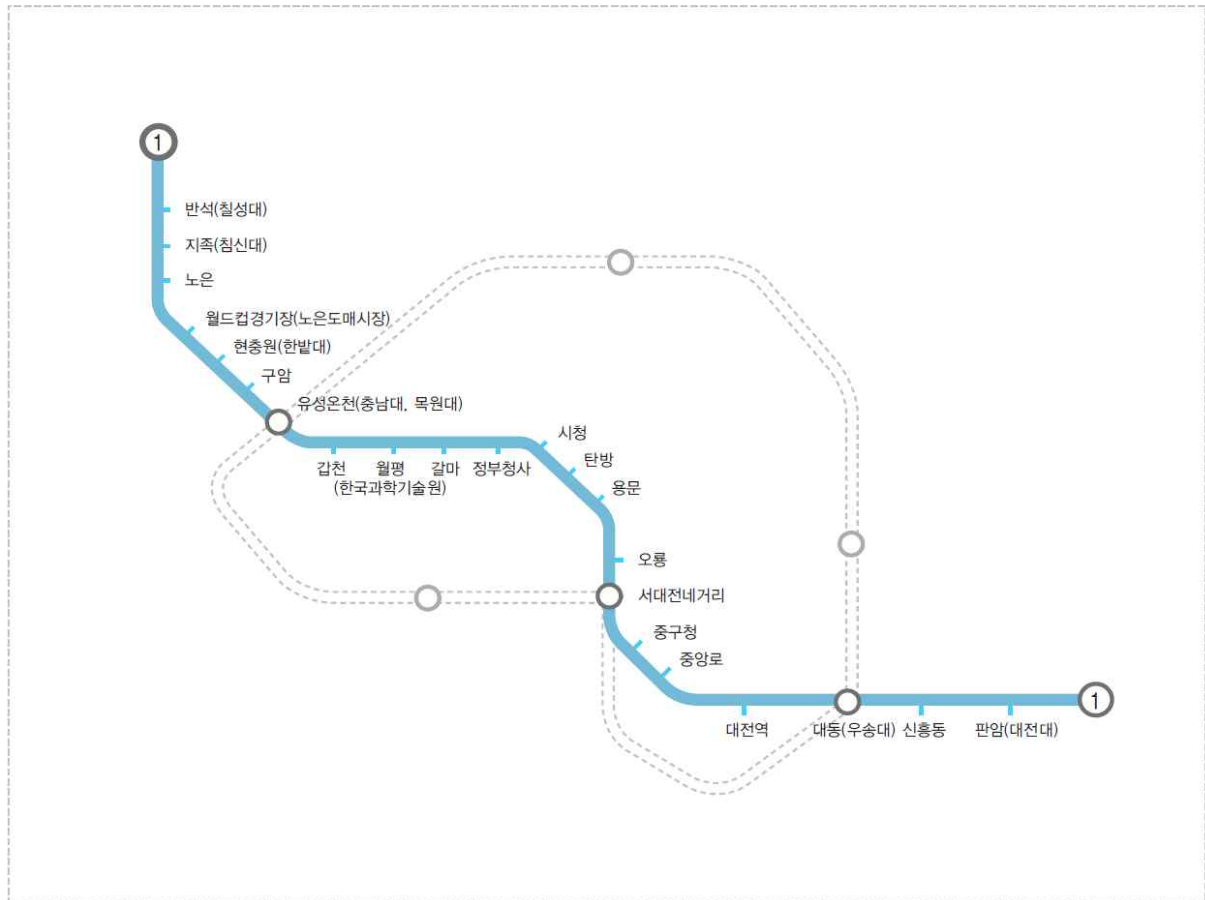 1
반석(칠성대)
지족(침신대)
노은
월드컵경기장(노은도매시장)
현충원(한밭대)
구암
유성온천(충남대, 목원대)
갑천
월평
(한국과학기술원)
갈마
정부청사
시청
탄방
용문
오룡
서대전네거리
중구청
중앙로
대전역
대동(우송대)
신흥동
판암(대전대)
1